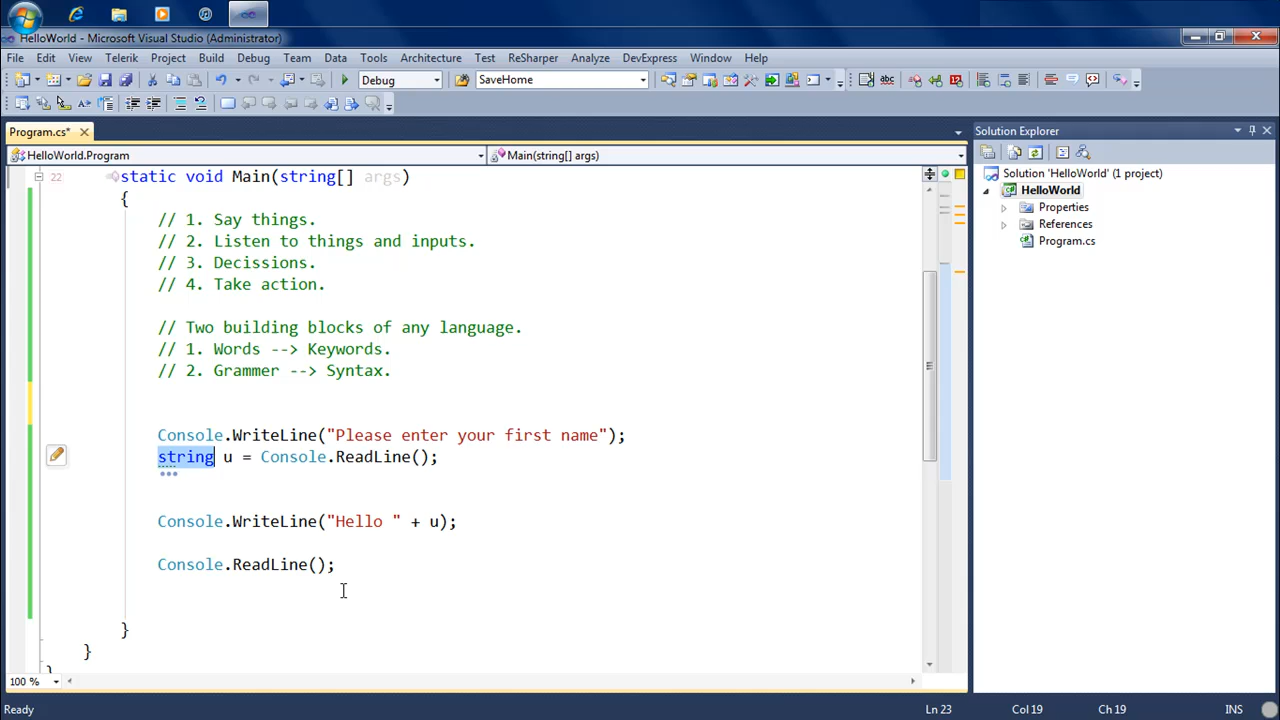 HelloWorld - Microsoft Visual Studio (Administrator)
File Edit View Telerik Project Build Debug Team Data Tools Architecture Test ReSharper Analyze DevExpress Window Help
Debug SaveHome
Program.cs*
HelloWorld.Program Main(string[] args)
22 static void Main(string[] args)
{
// 1. Say things.
// 2. Listen to things and inputs.
// 3. Decissions.
// 4. Take action.
// Two building blocks of any language.
// 1. Words --> Keywords.
// 2. Grammer --> Syntax.
Console.WriteLine("Please enter your first name");
string u = Console.ReadLine();
Console.WriteLine("Hello " + u);
Console.ReadLine();
}
}
}
100 %
Solution Explorer
Solution 'HelloWorld' (1 project)
HelloWorld
Properties
References
Program.cs
Ready Ln 23 Col 19 Ch 19 INS